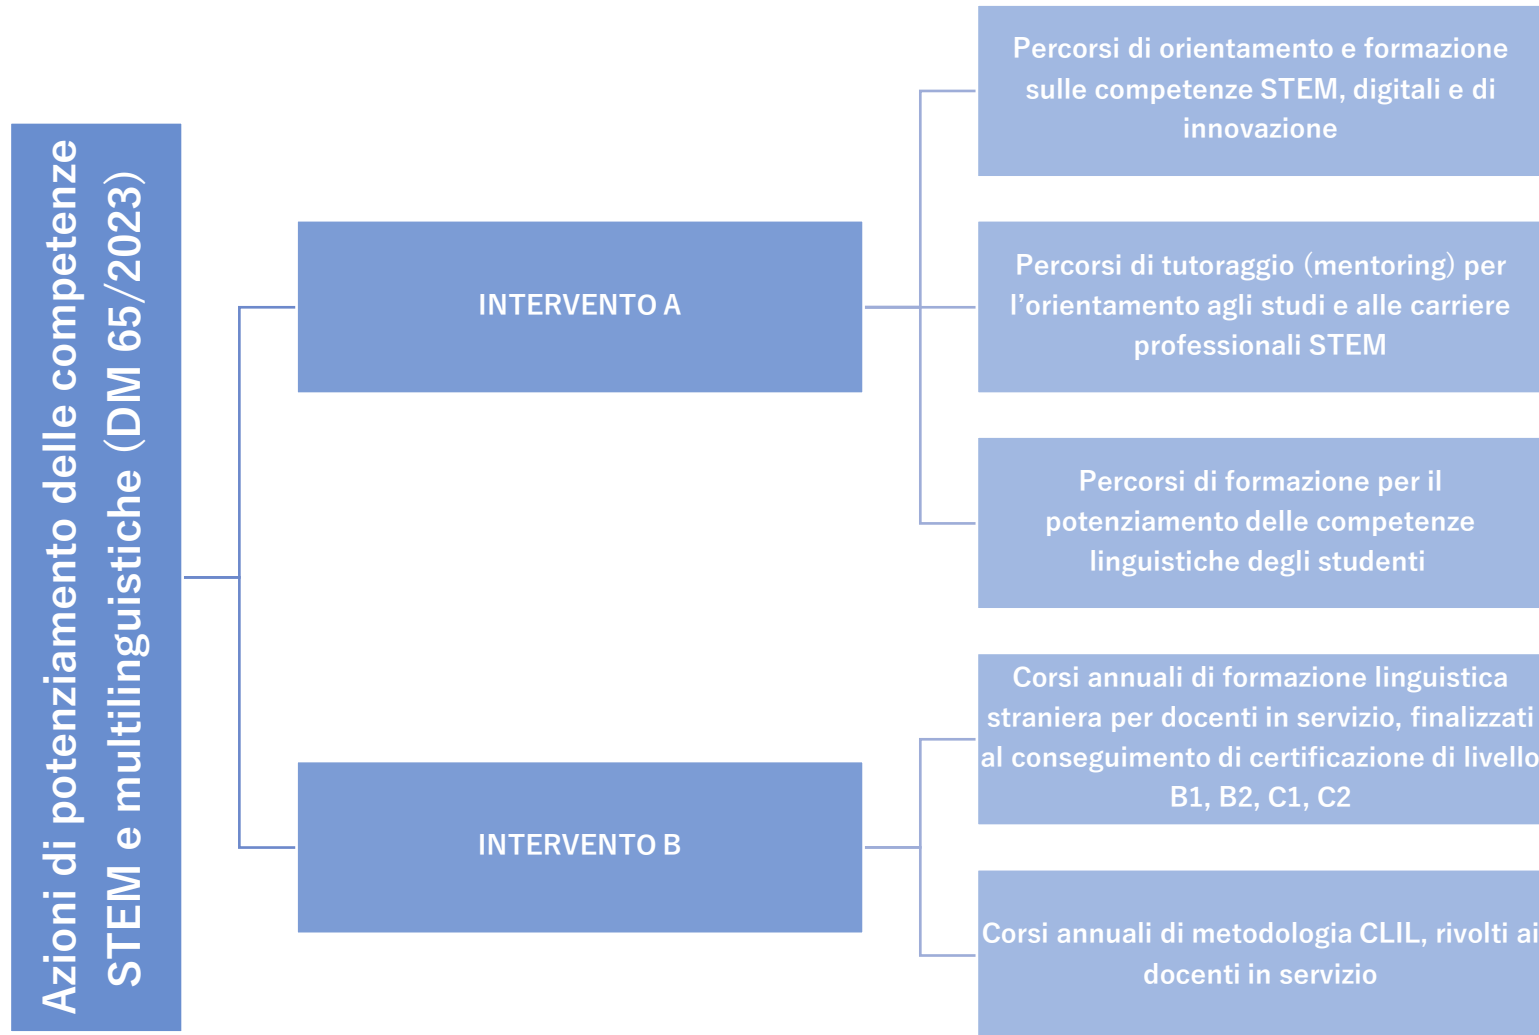 Azioni di potenziamento delle competenze
STEM e multilinguistiche (DM 65/2023)
INTERVENTO A
Percorsi di orientamento e formazione
sulle competenze STEM, digitali e di
innovazione
Percorsi di tutoraggio (mentoring) per
l’orientamento agli studi e alle carriere
professionali STEM
Percorsi di formazione per il
potenziamento delle competenze
linguistiche degli studenti
INTERVENTO B
Corsi annuali di formazione linguistica
straniera per docenti in servizio, finalizzati
al conseguimento di certificazione di livello
B1, B2, C1, C2
Corsi annuali di metodologia CLIL, rivolti ai
docenti in servizio